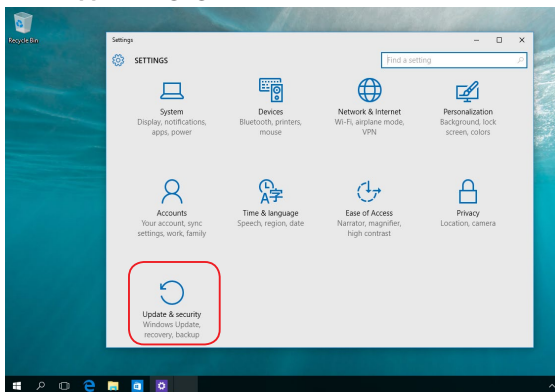 Recycle Bin
Settings
SETTINGS
Find a setting
System
Display, notifications,
apps, power
Devices
Bluetooth, printers,
mouse
Network & Internet
Wi-Fi, airplane mode,
VPN
Personalization
Background, lock
screen, colors
Accounts
Your account, sync
settings, work, family
Time & language
Speech, region, date
Ease of Access
Narrator, magnifier,
high contrast
Privacy
Location, camera
Update & security
Windows Update,
recovery, backup